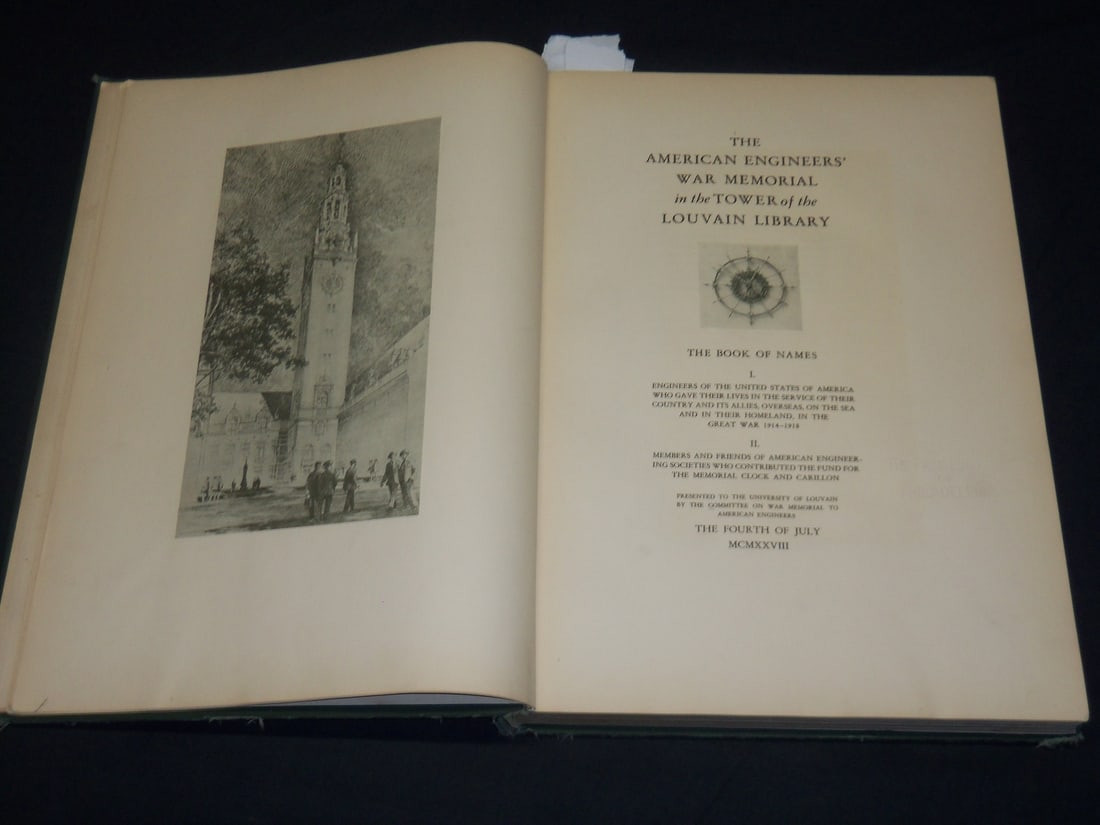 THE
AMERICAN ENGINEERS'
WAR MEMORIAL
in the TOWER of the
LOUVAIN LIBRARY
THE BOOK OF NAMES
I.
ENGINEERS OF THE UNITED STATES OF AMERICA
WHO GAVE THEIR LIVES IN THE SERVICE OF THEIR
COUNTRY AND ITS ALLIES, OVERSEAS, ON THE SEA
AND IN THEIR HOMELAND, IN THE
GREAT WAR 1914-1918
II.
MEMBERS AND FRIENDS OF AMERICAN ENGINEER-
ING SOCIETIES WHO CONTRIBUTED THE FUND FOR
THE MEMORIAL CLOCK AND CARILLON
PRESENTED TO THE UNIVERSITY OF LOUVAIN
BY THE COMMITTEE ON WAR MEMORIAL TO
AMERICAN ENGINEERS
THE FOURTH OF JULY
MCMXXVIII